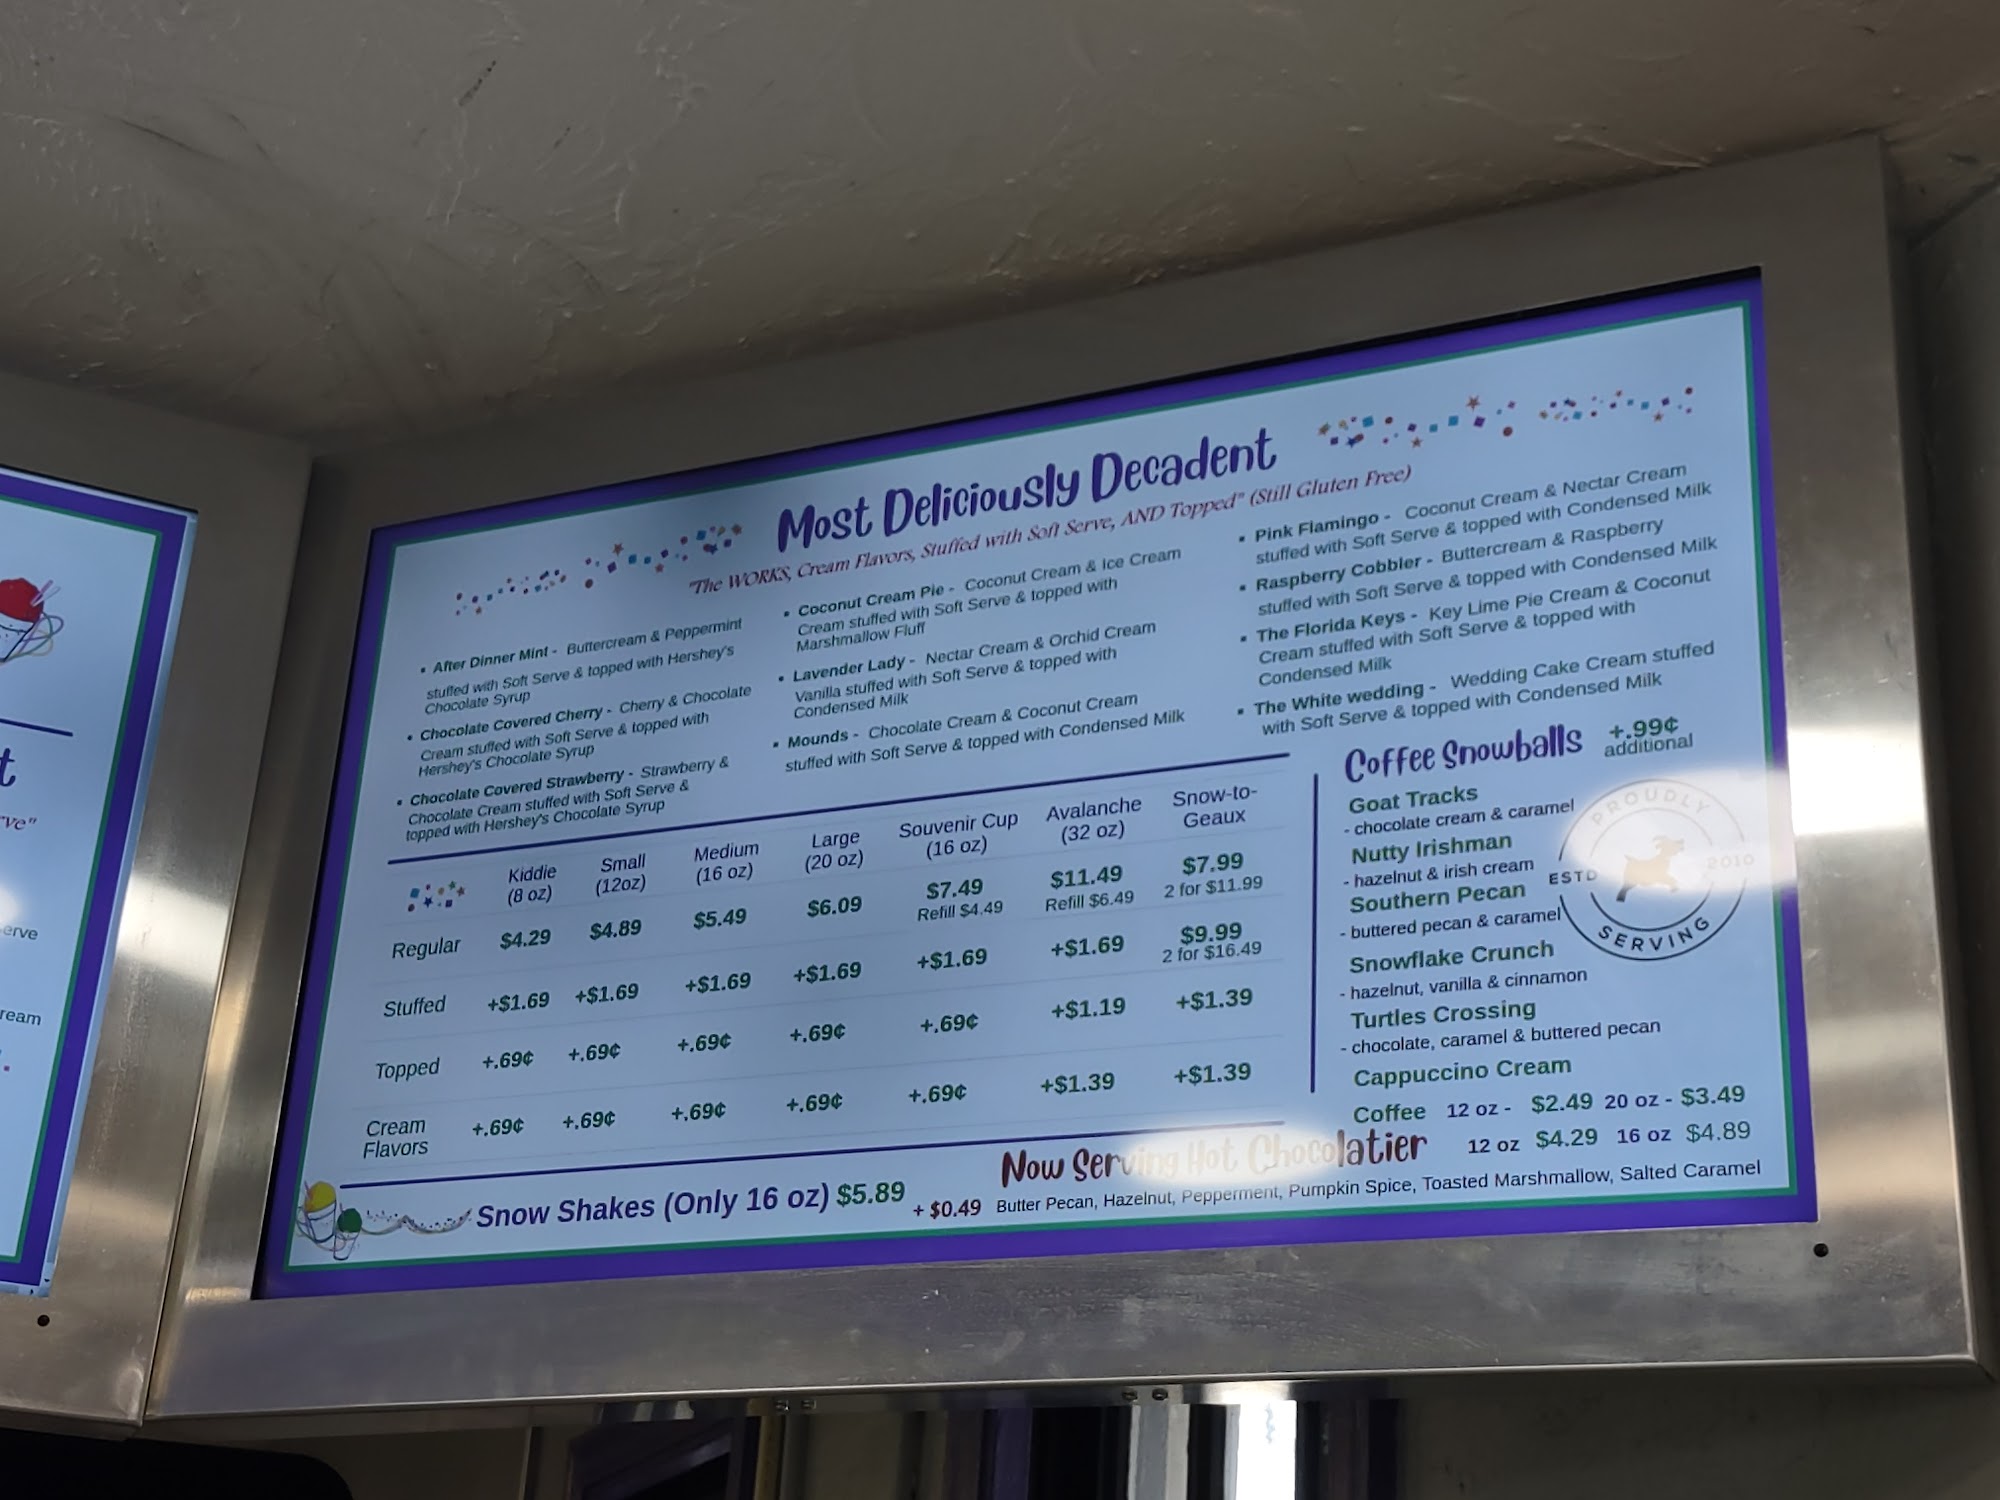 t
rve"
erve
ream
Most Deliciously Decadent
"The WORKS, Cream Flavors, Stuffed with Soft Serve, AND Topped" (Still Gluten Free)
• After Dinner Mint - Buttercream & Peppermint
stuffed with Soft Serve & topped with Hershey's
Chocolate Syrup
• Chocolate Covered Cherry - Cherry & Chocolate
Cream stuffed with Soft Serve & topped with
Hershey's Chocolate Syrup
• Chocolate Covered Strawberry - Strawberry &
Chocolate Cream stuffed with Soft Serve &
topped with Hershey's Chocolate Syrup
• Coconut Cream Pie - Coconut Cream & Ice Cream
Cream stuffed with Soft Serve & topped with
Marshmallow Fluff
• Lavender Lady - Nectar Cream & Orchid Cream
Vanilla stuffed with Soft Serve & topped with
Condensed Milk
• Mounds - Chocolate Cream & Coconut Cream
stuffed with Soft Serve & topped with Condensed Milk
• Pink Flamingo - Coconut Cream & Nectar Cream
stuffed with Soft Serve & topped with Condensed Milk
• Raspberry Cobbler - Buttercream & Raspberry
stuffed with Soft Serve & topped with Condensed Milk
• The Florida Keys - Key Lime Pie Cream & Coconut
Cream stuffed with Soft Serve & topped with
Condensed Milk
• The White wedding - Wedding Cake Cream stuffed
with Soft Serve & topped with Condensed Milk
Kiddie (8 oz) Small (12oz) Medium (16 oz) Large (20 oz) Souvenir Cup (16 oz) Avalanche (32 oz) Snow-to-Geaux
Regular $4.29 $4.89 $5.49 $6.09 $7.49 $11.49 $7.99
Refill $4.49 Refill $6.49 2 for $11.99
Stuffed +$1.69 +$1.69 +$1.69 +$1.69 +$1.69 +$1.69 $9.99
2 for $16.49
Topped +.69¢ +.69¢ +.69¢ +.69¢ +.69¢ +$1.19 +$1.39
Cream Flavors +.69¢ +.69¢ +.69¢ +.69¢ +.69¢ +$1.39 +$1.39
Coffee Snowballs +.99¢
additional
Goat Tracks
- chocolate cream & caramel
Nutty Irishman
- hazelnut & irish cream
Southern Pecan
- buttered pecan & caramel
Snowflake Crunch
- hazelnut, vanilla & cinnamon
Turtles Crossing
- chocolate, caramel & buttered pecan
Cappuccino Cream
Coffee 12 oz - $2.49 20 oz - $3.49
PROUDLY
ESTD 2010
SERVING
Now Serving Hot Chocolatier 12 oz $4.29 16 oz $4.89
Snow Shakes (Only 16 oz) $5.89
+ $0.49 Butter Pecan, Hazelnut, Pepperment, Pumpkin Spice, Toasted Marshmallow, Salted Caramel